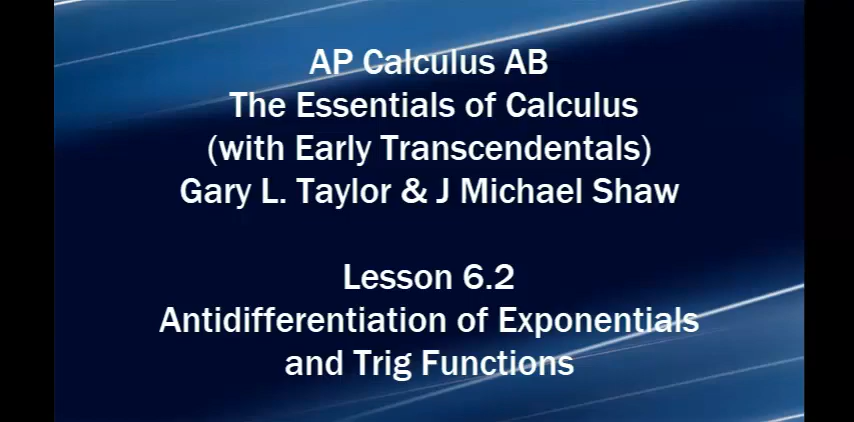 AP Calculus AB
The Essentials of Calculus
(with Early Transcendentals)
Gary L. Taylor & J Michael Shaw
Lesson 6.2
Antidifferentiation of Exponentials
and Trig Functions